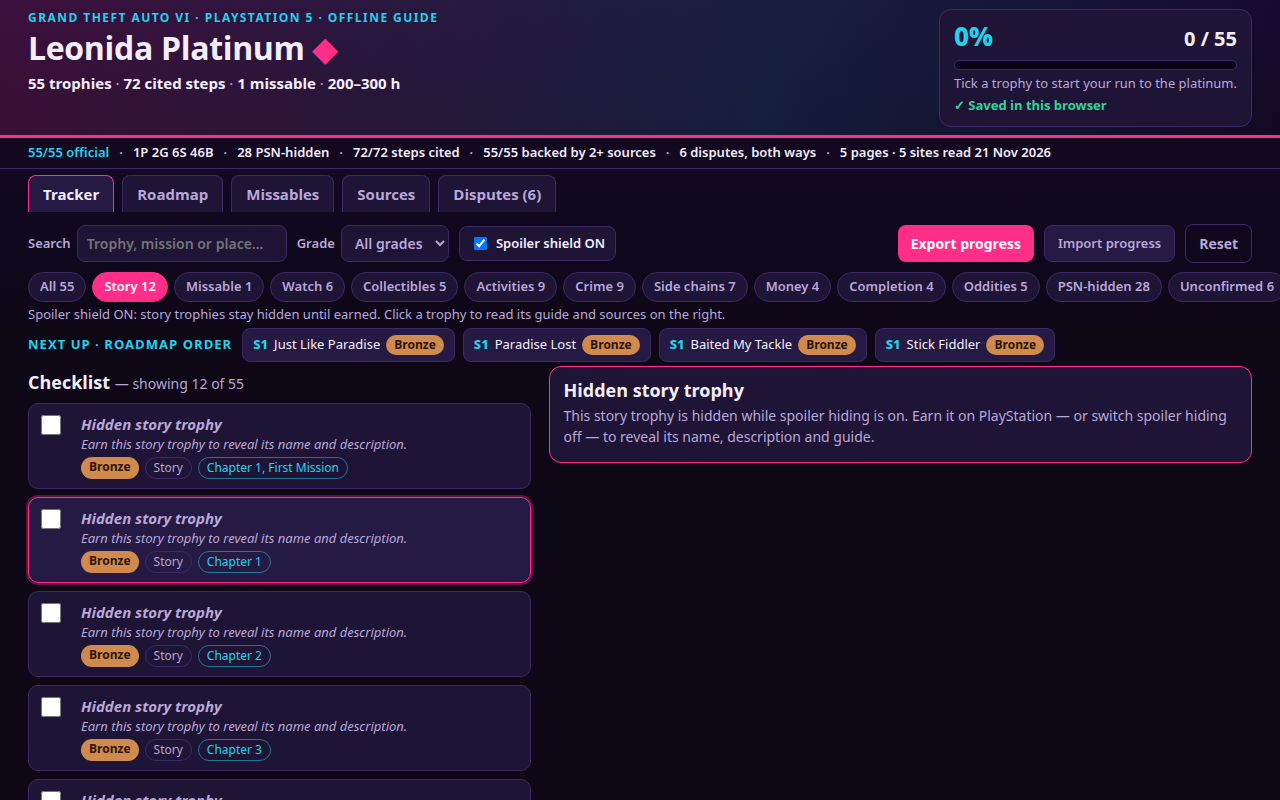 GRAND THEFT AUTO VI · PLAYSTATION 5 · OFFLINE GUIDE
Leonida Platinum
55 trophies · 72 cited steps · 1 missable · 200–300 h
0% 0 / 55
Tick a trophy to start your run to the platinum.
✓ Saved in this browser
55/55 official · 1P 2G 6S 46B · 28 PSN-hidden · 72/72 steps cited · 55/55 backed by 2+ sources · 6 disputes, both ways · 5 pages · 5 sites read 21 Nov 2026
Tracker Roadmap Missables Sources Disputes (6)
Search Trophy, mission or place… Grade All grades Spoiler shield ON Export progress Import progress Reset
All 55 Story 12 Missable 1 Watch 6 Collectibles 5 Activities 9 Crime 9 Side chains 7 Money 4 Completion 4 Oddities 5 PSN-hidden 28 Unconfirmed 6
Spoiler shield ON: story trophies stay hidden until earned. Click a trophy to read its guide and sources on the right.
NEXT UP · ROADMAP ORDER S1 Just Like Paradise Bronze S1 Paradise Lost Bronze S1 Baited My Tackle Bronze S1 Stick Fiddler Bronze
Checklist — showing 12 of 55
Hidden story trophy
Earn this story trophy to reveal its name and description.
Bronze Story Chapter 1, First Mission
Hidden story trophy
Earn this story trophy to reveal its name and description.
Bronze Story Chapter 1
Hidden story trophy
Earn this story trophy to reveal its name and description.
Bronze Story Chapter 2
Hidden story trophy
Earn this story trophy to reveal its name and description.
Bronze Story Chapter 3
Hidden story trophy
Hidden story trophy
This story trophy is hidden while spoiler hiding is on. Earn it on PlayStation — or switch spoiler hiding
off — to reveal its name, description and guide.